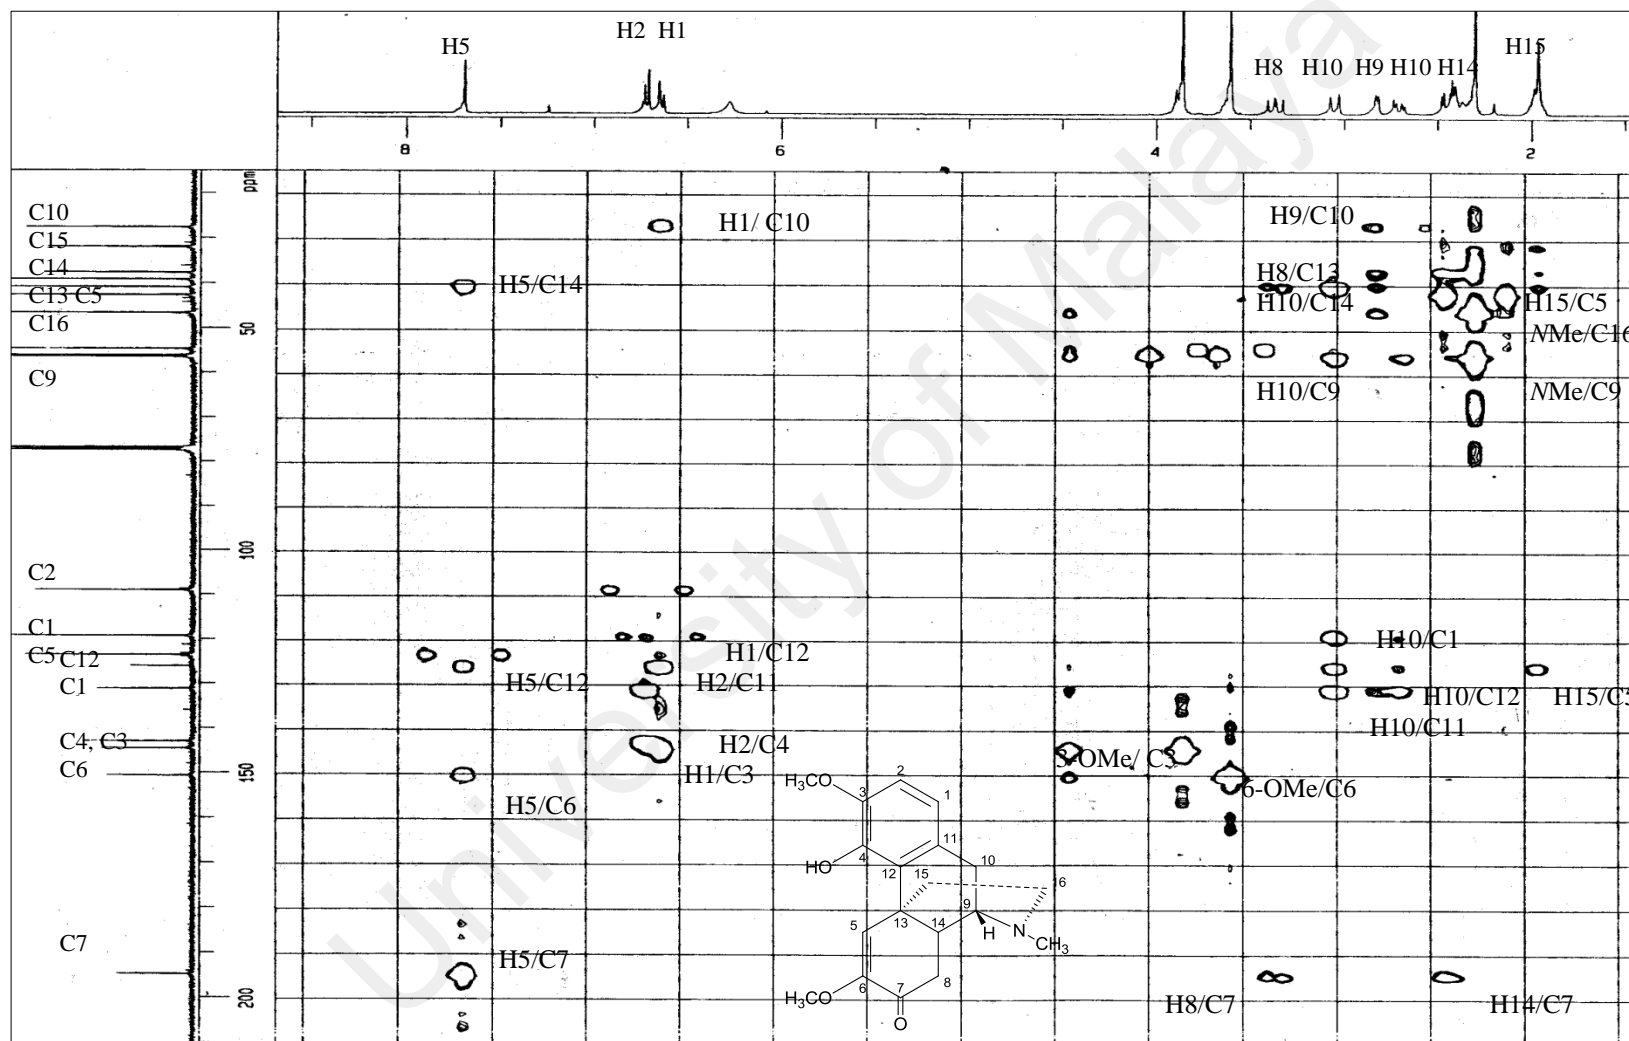 H5
H2 H1
H8 H10 H9 H10 H14 H15
8 6 4 2
ppm
C10
C15
C14
C13 C5
C16
C9
C2
C1
C5 C12
C1
C4, C3
C6
C7
50
100
150
200
H1/ C10
H9/C10
H5/C14
H8/C13
H10/C14
H15/C5
NMe/C16
H10/C9
NMe/C9
H1/C12
H10/C1
H5/C12
H2/C11
H10/C12
H15/C5
H10/C11
H2/C4
H1/C3
3-OMe/ C3
6-OMe/C6
H5/C6
H5/C7
H8/C7
H14/C7
H3CO 3 2 1
HO 4 11 10
12 15 16
5 13 14 9 H N CH3
H3CO 6 7 8
O
University of Malaya